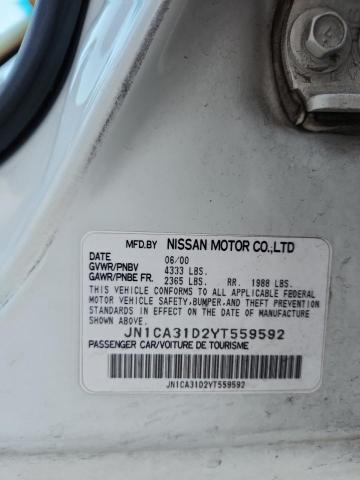 MFD.BY NISSAN MOTOR CO.,LTD
DATE 06/00
GVWR/PNBV 4333 LBS.
GAWR/PNBE FR. 2365 LBS. RR. 1988 LBS.
THIS VEHICLE CONFORMS TO ALL APPLICABLE FEDERAL
MOTOR VEHICLE SAFETY,BUMPER,AND THEFT PREVENTION
STANDARDS IN EFFECT ON THE DATE OF MANUFACTURE
SHOWN ABOVE.
JN1CA31D2YT559592
PASSENGER CAR/VOITURE DE TOURISME
JN1CA31D2YT559592